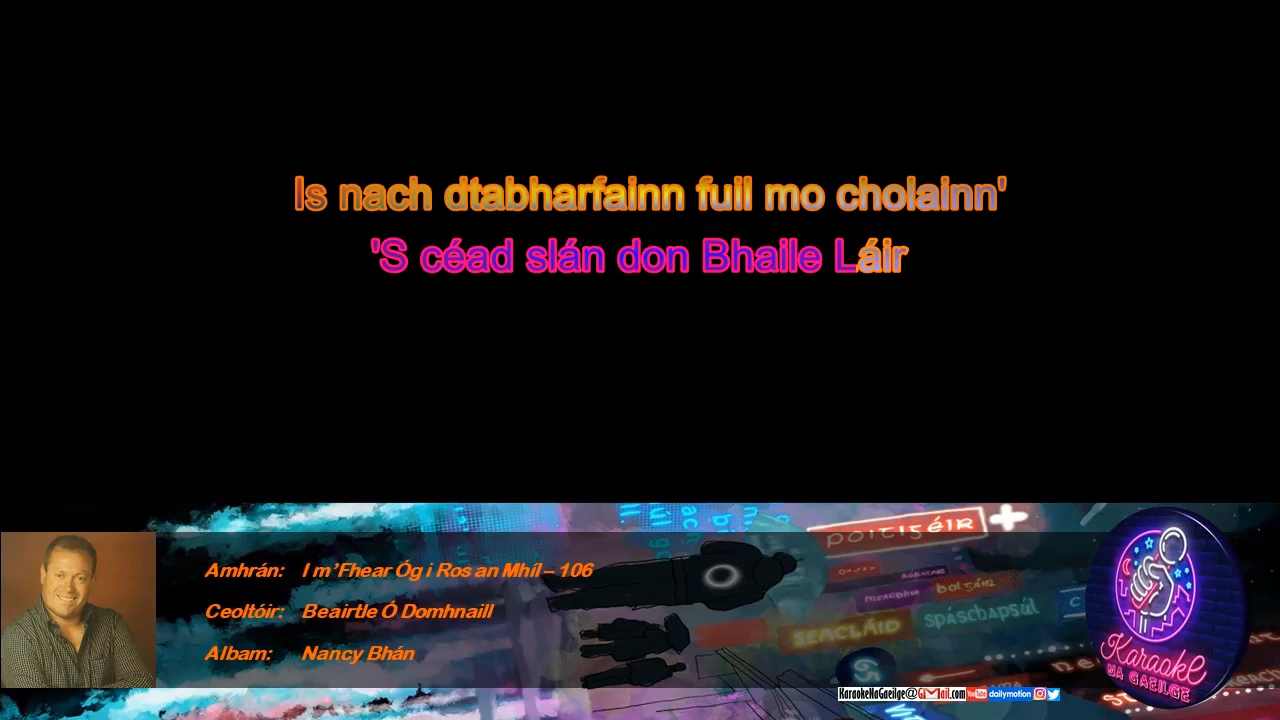 Is nach dtabharfainn fuil mo cholainn'
'S céad slán don Bhaile Láir
Amhrán: I m'Fhear Óg i Ros an Mhíl – 106
Ceoltóir: Beairtle Ó Domhnaill
Albam: Nancy Bhán
POITIGÉIR
SEACLÁID
SPÁSCHAPSÚL
Karaoke
NA GAEILGE
KaraokeNaGaeilge@GMail.com YouTube dailymotion